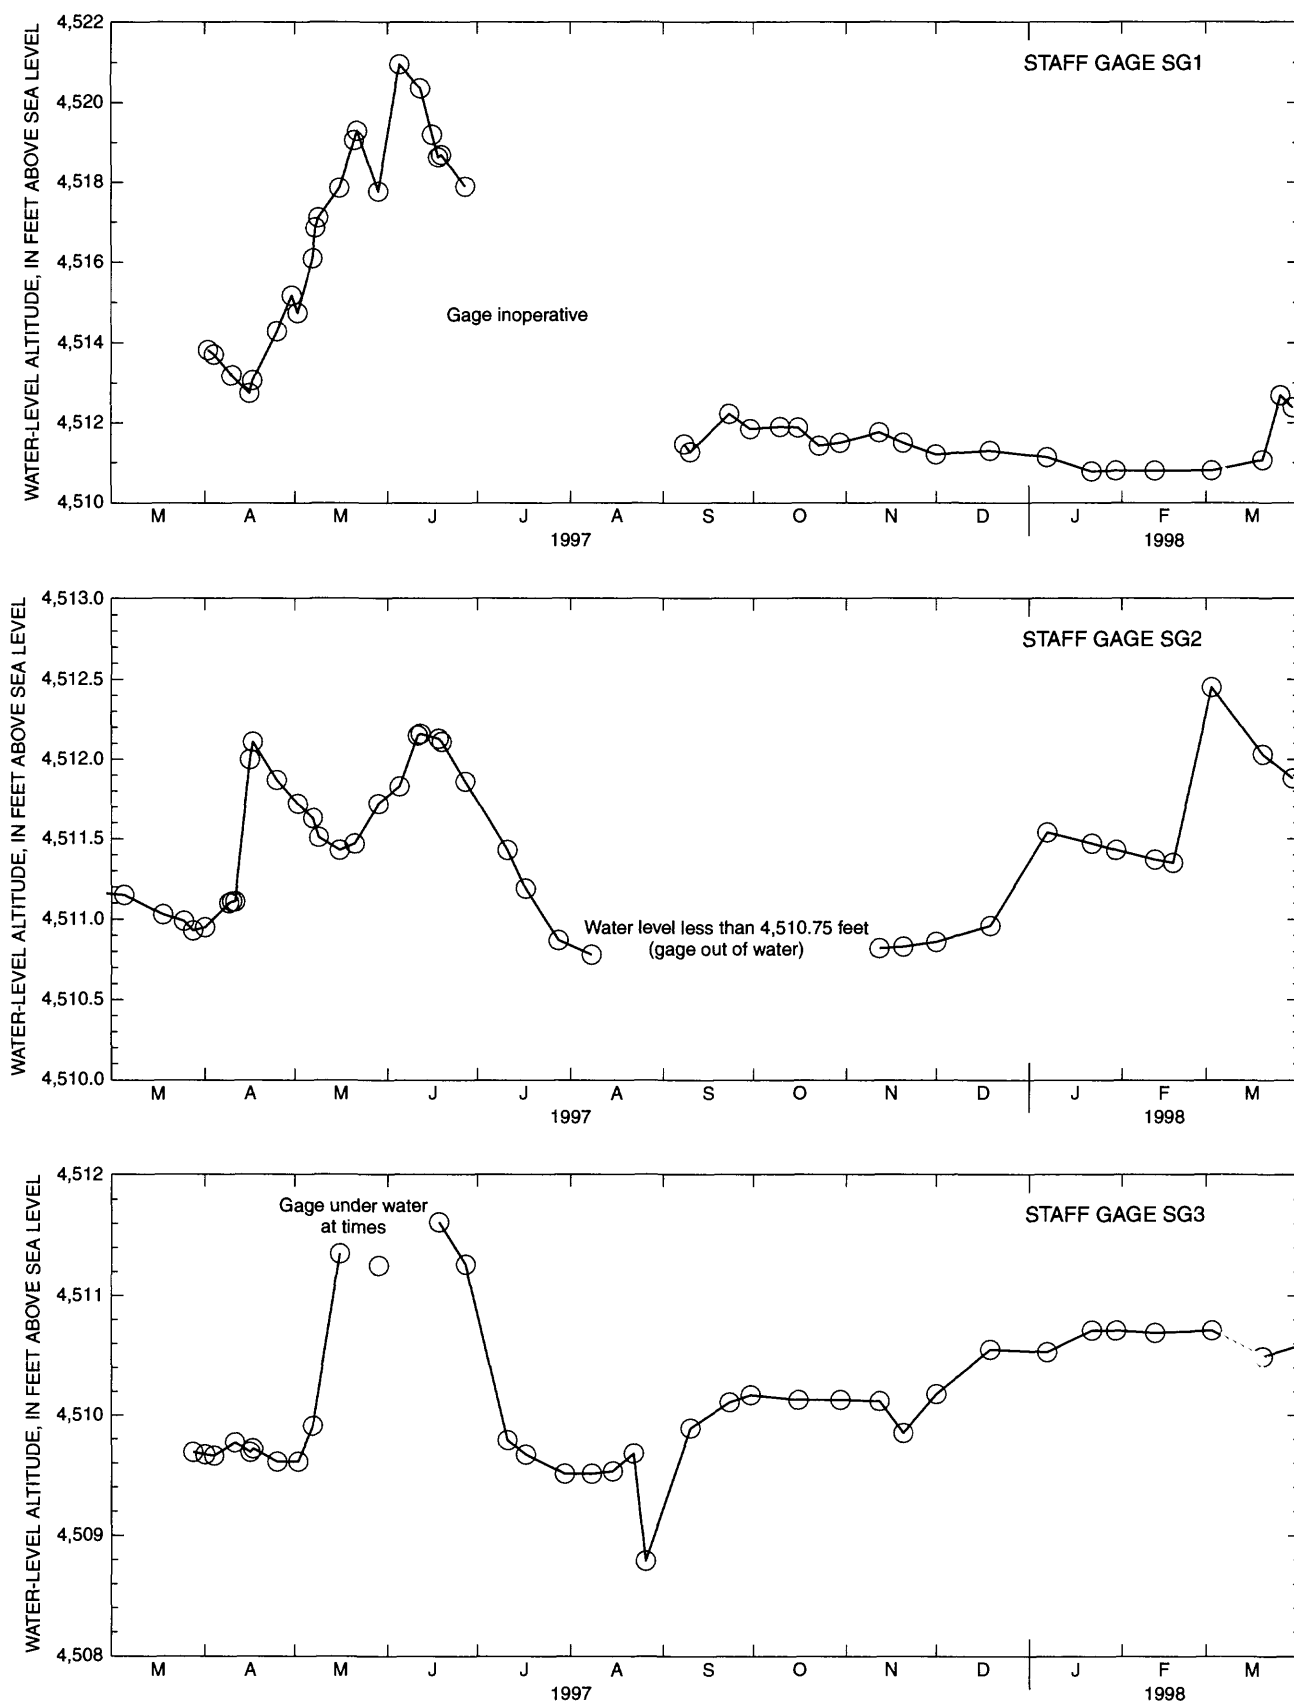 WATER-LEVEL ALTITUDE, IN FEET ABOVE SEA LEVEL
4,522
4,520
4,518
4,516
4,514
4,512
4,510
STAFF GAGE SG1
Gage inoperative
M A M J J A S O N D J F M
1997 1998
WATER-LEVEL ALTITUDE, IN FEET ABOVE SEA LEVEL
4,513.0
4,512.5
4,512.0
4,511.5
4,511.0
4,510.5
4,510.0
STAFF GAGE SG2
Water level less than 4,510.75 feet
(gage out of water)
M A M J J A S O N D J F M
1997 1998
WATER-LEVEL ALTITUDE, IN FEET ABOVE SEA LEVEL
4,512
4,511
4,510
4,509
4,508
Gage under water
at times
STAFF GAGE SG3
M A M J J A S O N D J F M
1997 1998